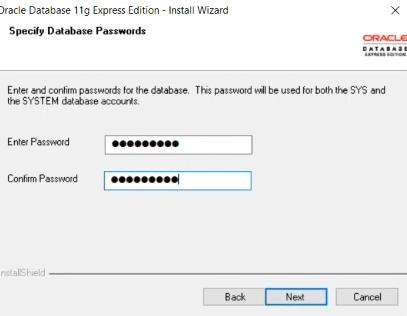 Oracle Database 11g Express Edition - Install Wizard
Specify Database Passwords
ORACLE
DATABASE
EXPRESS EDITION
Enter and confirm passwords for the database. This password will be used for both the SYS and
the SYSTEM database accounts.
Enter Password
Confirm Password
nstallShield
Back Next Cancel